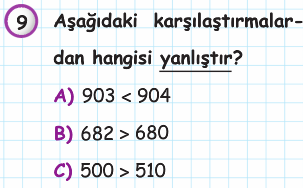 9 Aşağıdaki karşılaştırmalar-
dan hangisi yanlıştır?
A) 903 < 904
B) 682 > 680
C) 500 > 510